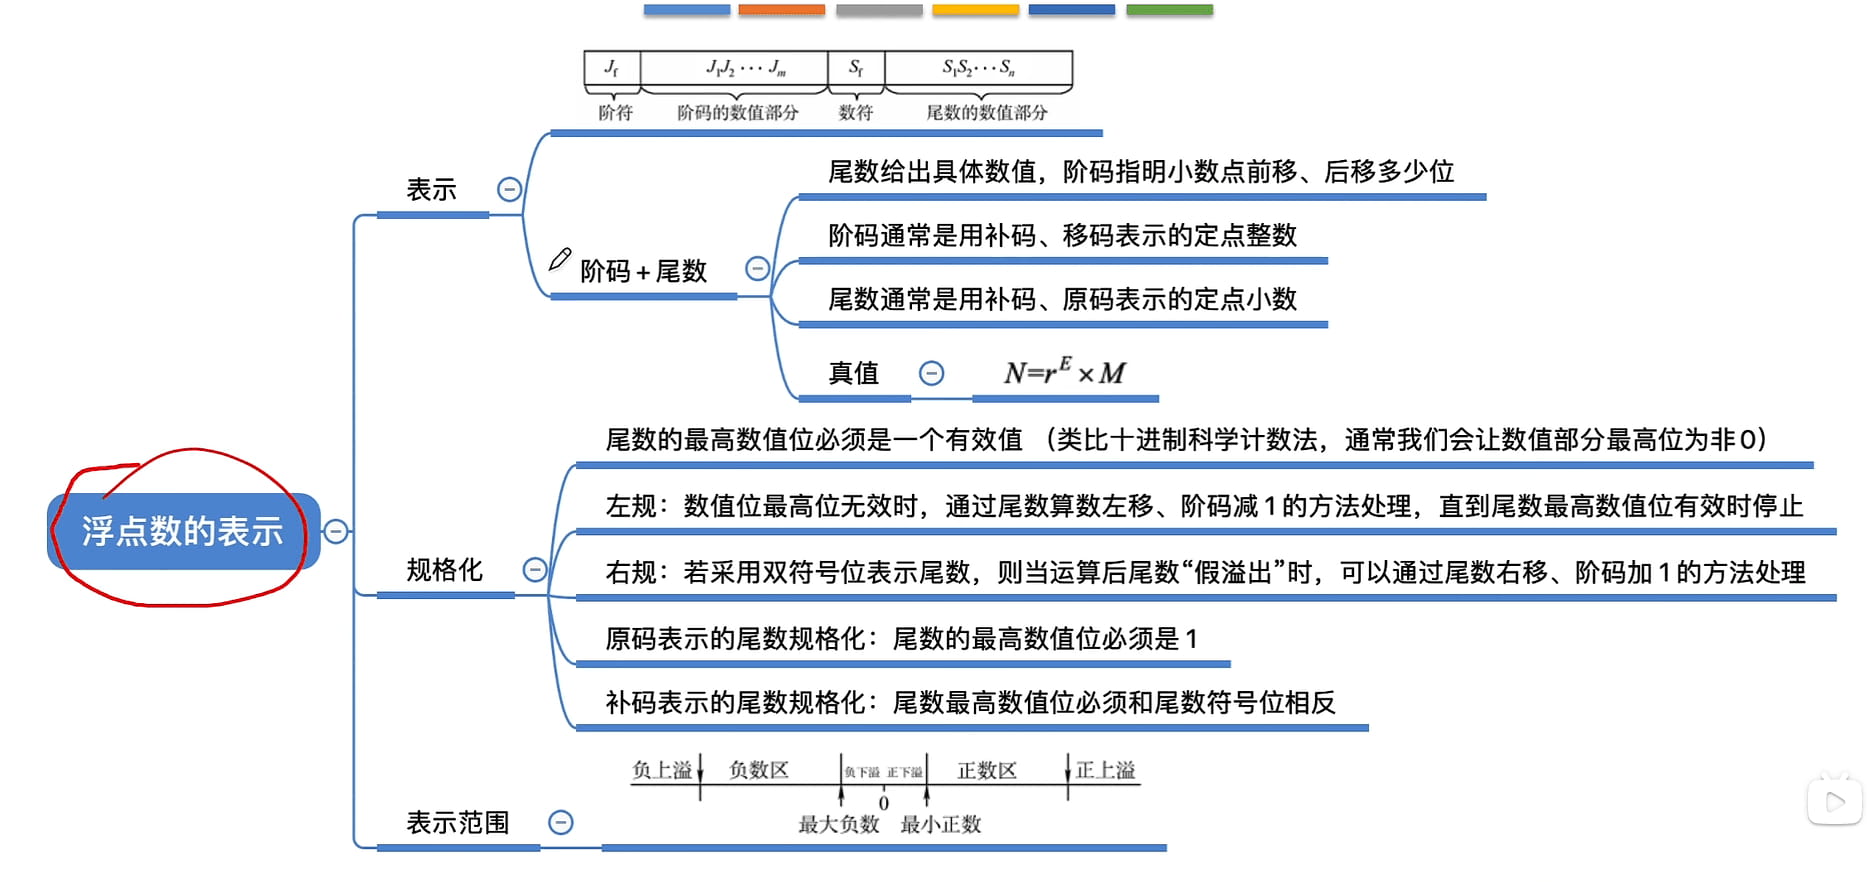 J_f J_1J_2···J_m S_f S_1S_2···S_n
阶符 阶码的数值部分 数符 尾数的数值部分
表示
尾数给出具体数值，阶码指明小数点前移、后移多少位
阶码通常是用补码、移码表示的定点整数
阶码+尾数
尾数通常是用补码、原码表示的定点小数
真值 N=r^E×M
浮点数的表示
尾数的最高数值位必须是一个有效值 （类比十进制科学计数法，通常我们会让数值部分最高位为非0）
左规：数值位最高位无效时，通过尾数算数左移、阶码减1的方法处理，直到尾数最高数值位有效时停止
规格化
右规：若采用双符号位表示尾数，则当运算后尾数“假溢出”时，可以通过尾数右移、阶码加1的方法处理
原码表示的尾数规格化：尾数的最高数值位必须是1
补码表示的尾数规格化：尾数最高数值位必须和尾数符号位相反
表示范围
负上溢 负数区 负下溢 正下溢 正数区 正上溢
0
最大负数 最小正数